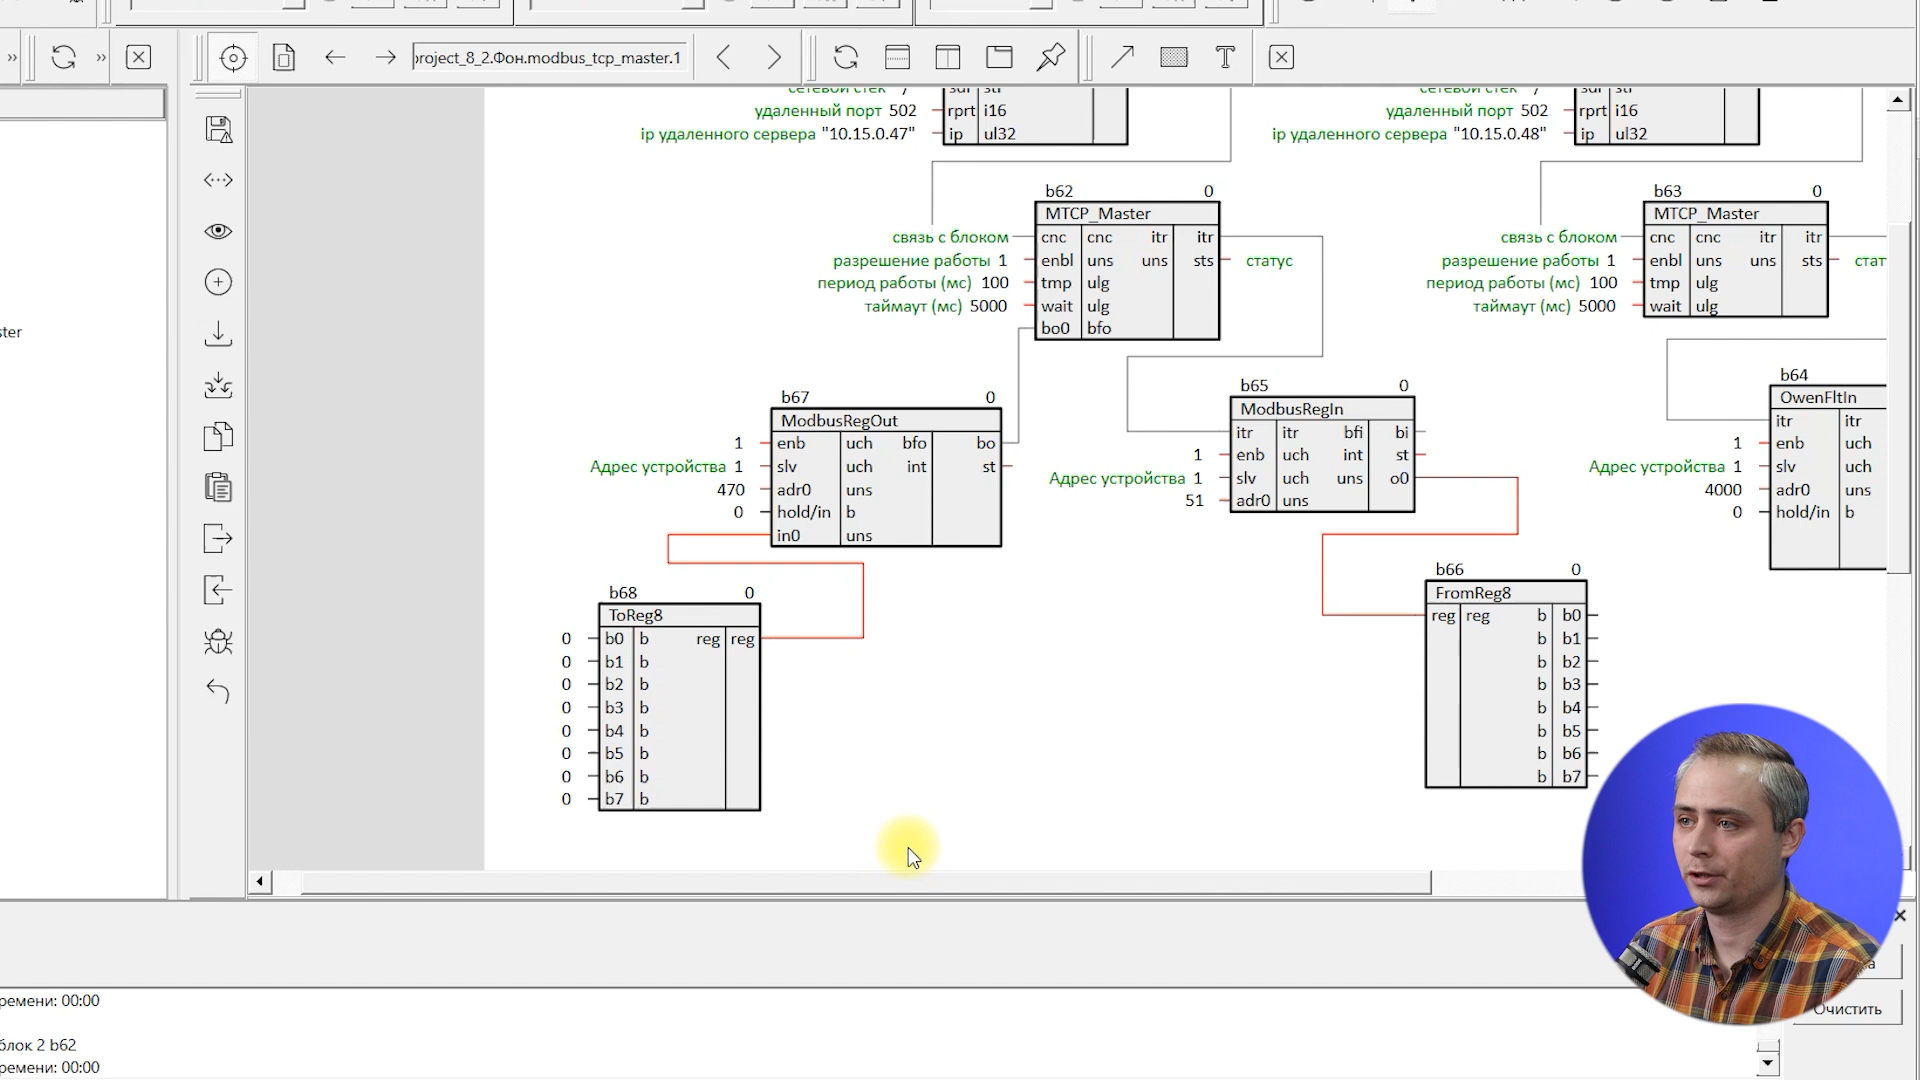 »
»
project_8_2.Фон.modbus_tcp_master.1
T
ster
сетевой стек
удаленный порт 502 rprt i16
ip удаленного сервера "10.15.0.47" ip ul32
сетевой стек
удаленный порт 502 rprt i16
ip удаленного сервера "10.15.0.48" ip ul32
b62 0
MTCP_Master
связь с блоком cnc cnc itr itr
разрешение работы 1 enbl uns uns sts статус
период работы (мс) 100 tmp ulg
таймаут (мс) 5000 wait ulg
bo0 bfo
b63 0
MTCP_Master
связь с блоком cnc cnc itr itr
разрешение работы 1 enbl uns uns sts стат
период работы (мс) 100 tmp ulg
таймаут (мс) 5000 wait ulg
b67 0
ModbusRegOut
1 enb uch bfo bo
Адрес устройства 1 slv uch int st
470 adr0 uns
0 hold/in b
in0 uns
b65 0
ModbusRegIn
itr itr bfi bi
1 enb uch int st
Адрес устройства 1 slv uch uns o0
51 adr0 uns
b64
OwenFltIn
itr itr
1 enb uch
Адрес устройства 1 slv uch
4000 adr0 uns
0 hold/in b
b68 0
ToReg8
0 b0 b reg reg
0 b1 b
0 b2 b
0 b3 b
0 b4 b
0 b5 b
0 b6 b
0 b7 b
b66 0
FromReg8
reg reg b b0
b b1
b b2
b b3
b b4
b b5
b b6
b b7
ремени: 00:00
блок 2 b62
ремени: 00:00
а
Очистить